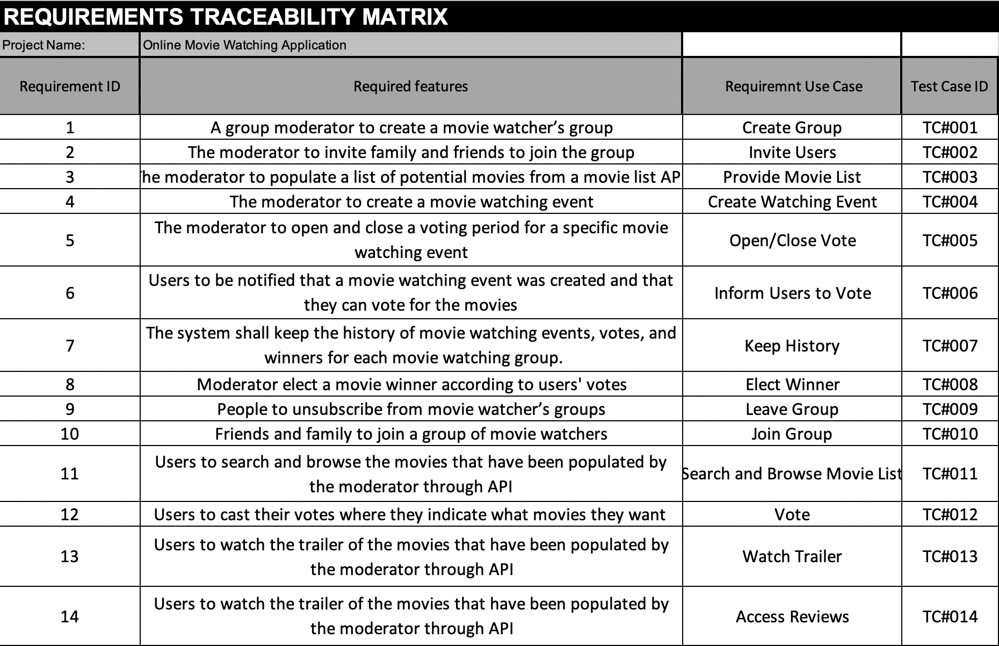 REQUIREMENTS TRACEABILITY MATRIX
Project Name: Online Movie Watching Application
Requirement ID Required features Requiremnt Use Case Test Case ID
1 A group moderator to create a movie watcher’s group Create Group TC#001
2 The moderator to invite family and friends to join the group Invite Users TC#002
3 he moderator to populate a list of potential movies from a movie list AP Provide Movie List TC#003
4 The moderator to create a movie watching event Create Watching Event TC#004
5 The moderator to open and close a voting period for a specific movie
watching event Open/Close Vote TC#005
6 Users to be notified that a movie watching event was created and that
they can vote for the movies Inform Users to Vote TC#006
7 The system shall keep the history of movie watching events, votes, and
winners for each movie watching group. Keep History TC#007
8 Moderator elect a movie winner according to users' votes Elect Winner TC#008
9 People to unsubscribe from movie watcher’s groups Leave Group TC#009
10 Friends and family to join a group of movie watchers Join Group TC#010
11 Users to search and browse the movies that have been populated by
the moderator through API Search and Browse Movie List TC#011
12 Users to cast their votes where they indicate what movies they want Vote TC#012
13 Users to watch the trailer of the movies that have been populated by
the moderator through API Watch Trailer TC#013
14 Users to watch the trailer of the movies that have been populated by
the moderator through API Access Reviews TC#014